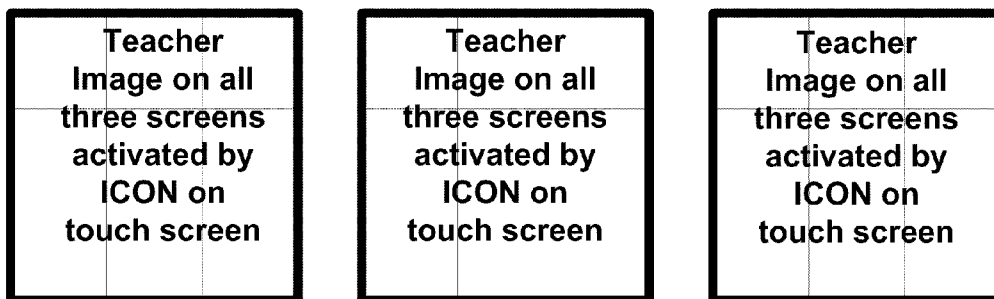 Teacher
Image on all
three screens
activated by
ICON on
touch screen
Teacher
Image on all
three screens
activated by
ICON on
touch screen
Teacher
Image on all
three screens
activated by
ICON on
touch screen